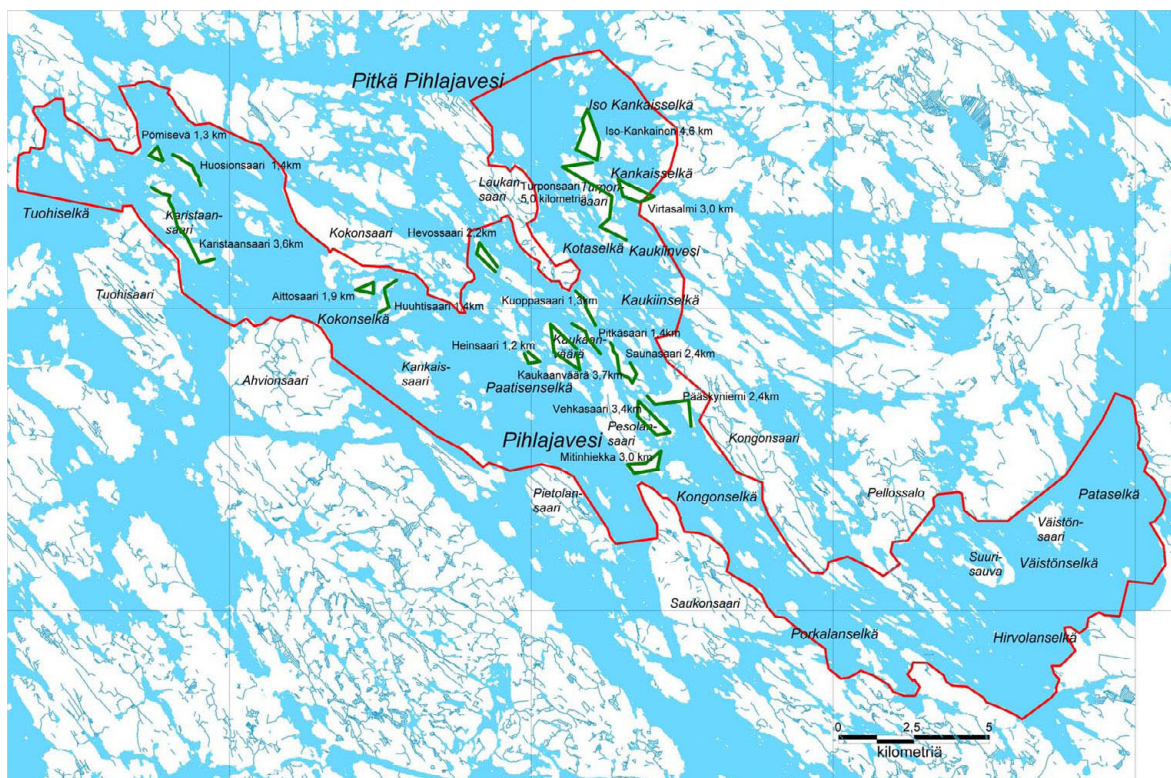 Pitkä Pihlajavesi
Iso Kankaisselkä
Iso-Kankainen 4,6 km
Pomisevä 1,3 km
Huosionsaari 1,4km
Kankaisselkä
Laukan-
saari
Turponsaari
5,0 kilometriä
Turpon-
saari
Virtasalmi 3,0 km
Tuohiselkä
Karistaan-
saari
Karistaansaari 3,6km
Kokonsaari
Hevossaari 2,2km
Kotaselkä
Kaukiinvesi
Tuohisaari
Aittosaari 1,9 km
Huuhtisaari 1,4km
Kokonselkä
Kuoppasaari 1,3km
Kaukiinselkä
Pitkäsaari 1,4km
Heinsaari 1,2 km
Kaukaan-
väärä
Saunasaari 2,4km
Kankais-
saari
Kaukaanväärä 3,7km
Ahvionsaari
Paatisenselkä
Pääskyniemi 2,4km
Vehkasaari 3,4km
Pesolan-
saari
Pihlajavesi
Kongonsaari
Mitinhiekka 3,0 km
Pietolan-
saari
Kongonselkä
Pellossalo
Pataselkä
Väistön-
saari
Suuri-
sauva
Väistönselkä
Saukonsaari
Porkalanselkä
Hirvolanselkä
0 2,5 5
kilometriä